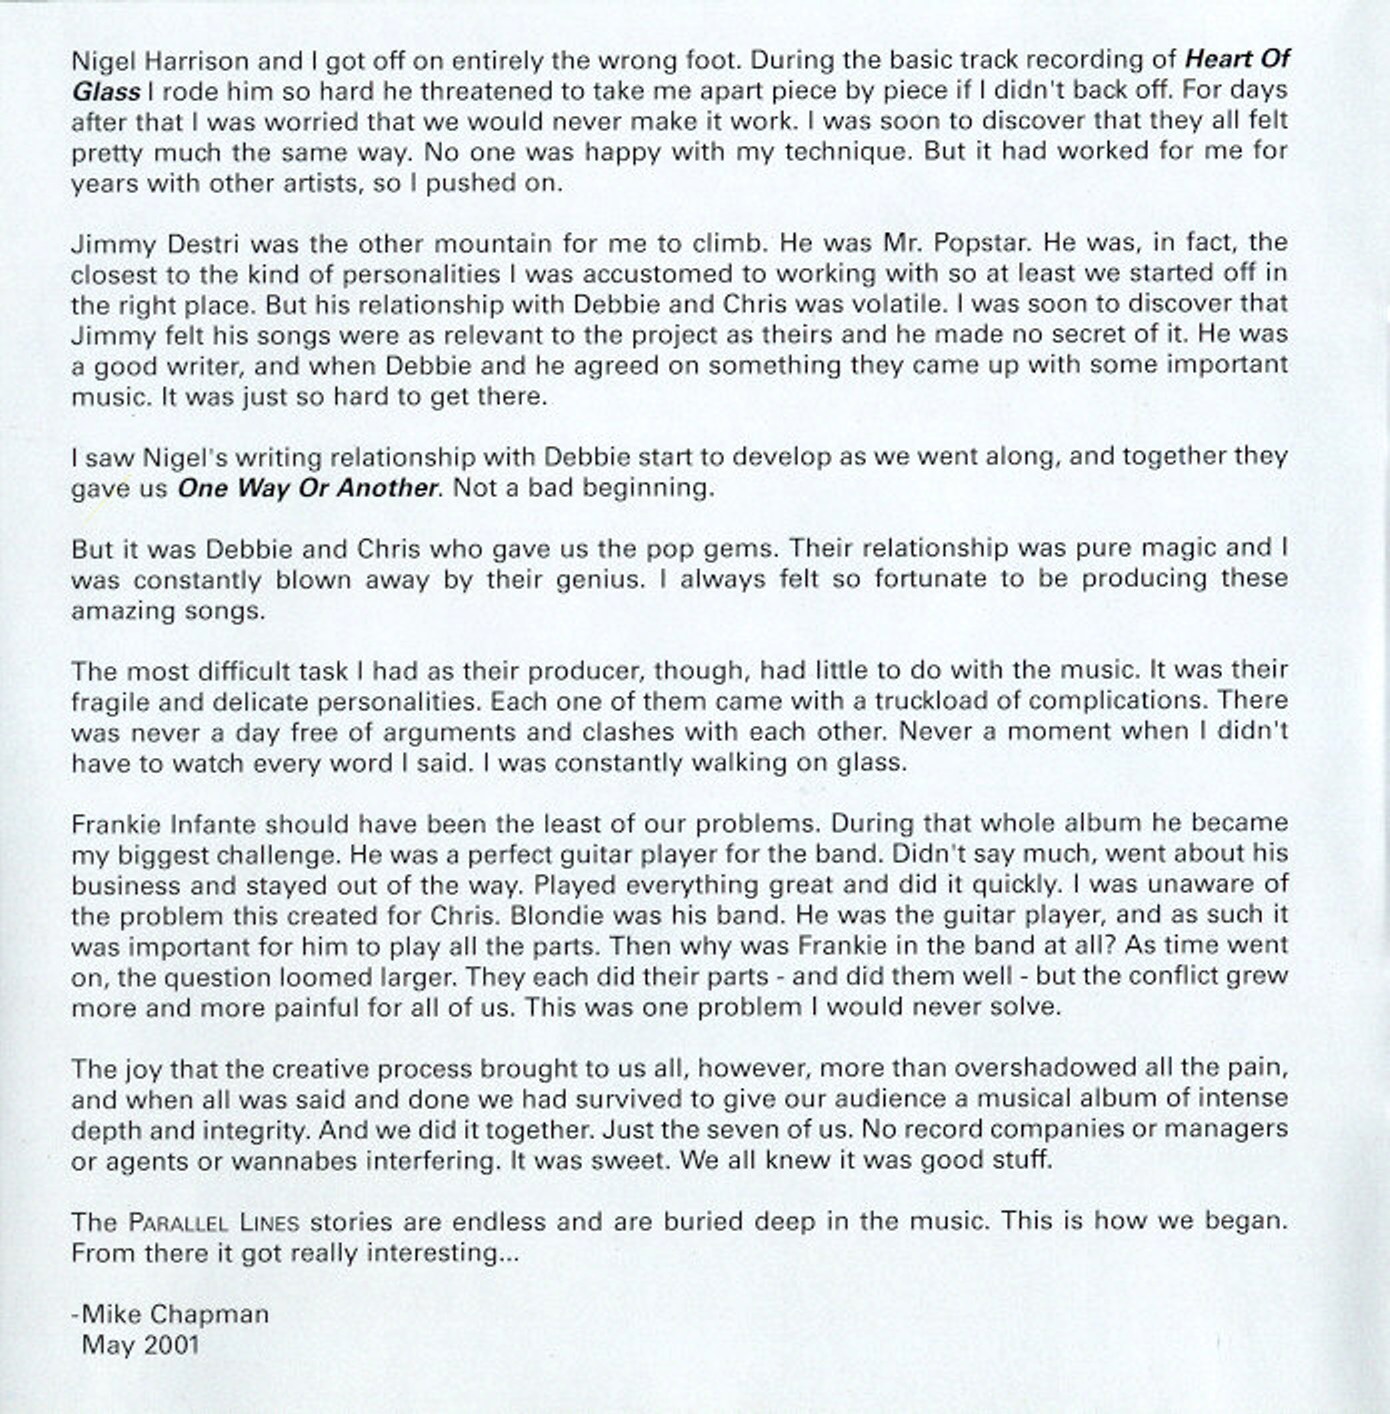 Nigel Harrison and I got off on entirely the wrong foot. During the basic track recording of Heart Of
Glass I rode him so hard he threatened to take me apart piece by piece if I didn't back off. For days
after that I was worried that we would never make it work. I was soon to discover that they all felt
pretty much the same way. No one was happy with my technique. But it had worked for me for
years with other artists, so I pushed on.
Jimmy Destri was the other mountain for me to climb. He was Mr. Popstar. He was, in fact, the
closest to the kind of personalities I was accustomed to working with so at least we started off in
the right place. But his relationship with Debbie and Chris was volatile. I was soon to discover that
Jimmy felt his songs were as relevant to the project as theirs and he made no secret of it. He was
a good writer, and when Debbie and he agreed on something they came up with some important
music. It was just so hard to get there.
I saw Nigel's writing relationship with Debbie start to develop as we went along, and together they
gave us One Way Or Another. Not a bad beginning.
But it was Debbie and Chris who gave us the pop gems. Their relationship was pure magic and I
was constantly blown away by their genius. I always felt so fortunate to be producing these
amazing songs.
The most difficult task I had as their producer, though, had little to do with the music. It was their
fragile and delicate personalities. Each one of them came with a truckload of complications. There
was never a day free of arguments and clashes with each other. Never a moment when I didn't
have to watch every word I said. I was constantly walking on glass.
Frankie Infante should have been the least of our problems. During that whole album he became
my biggest challenge. He was a perfect guitar player for the band. Didn't say much, went about his
business and stayed out of the way. Played everything great and did it quickly. I was unaware of
the problem this created for Chris. Blondie was his band. He was the guitar player, and as such it
was important for him to play all the parts. Then why was Frankie in the band at all? As time went
on, the question loomed larger. They each did their parts - and did them well - but the conflict grew
more and more painful for all of us. This was one problem I would never solve.
The joy that the creative process brought to us all, however, more than overshadowed all the pain,
and when all was said and done we had survived to give our audience a musical album of intense
depth and integrity. And we did it together. Just the seven of us. No record companies or managers
or agents or wannabes interfering. It was sweet. We all knew it was good stuff.
The PARALLEL LINES stories are endless and are buried deep in the music. This is how we began.
From there it got really interesting...
-Mike Chapman
May 2001